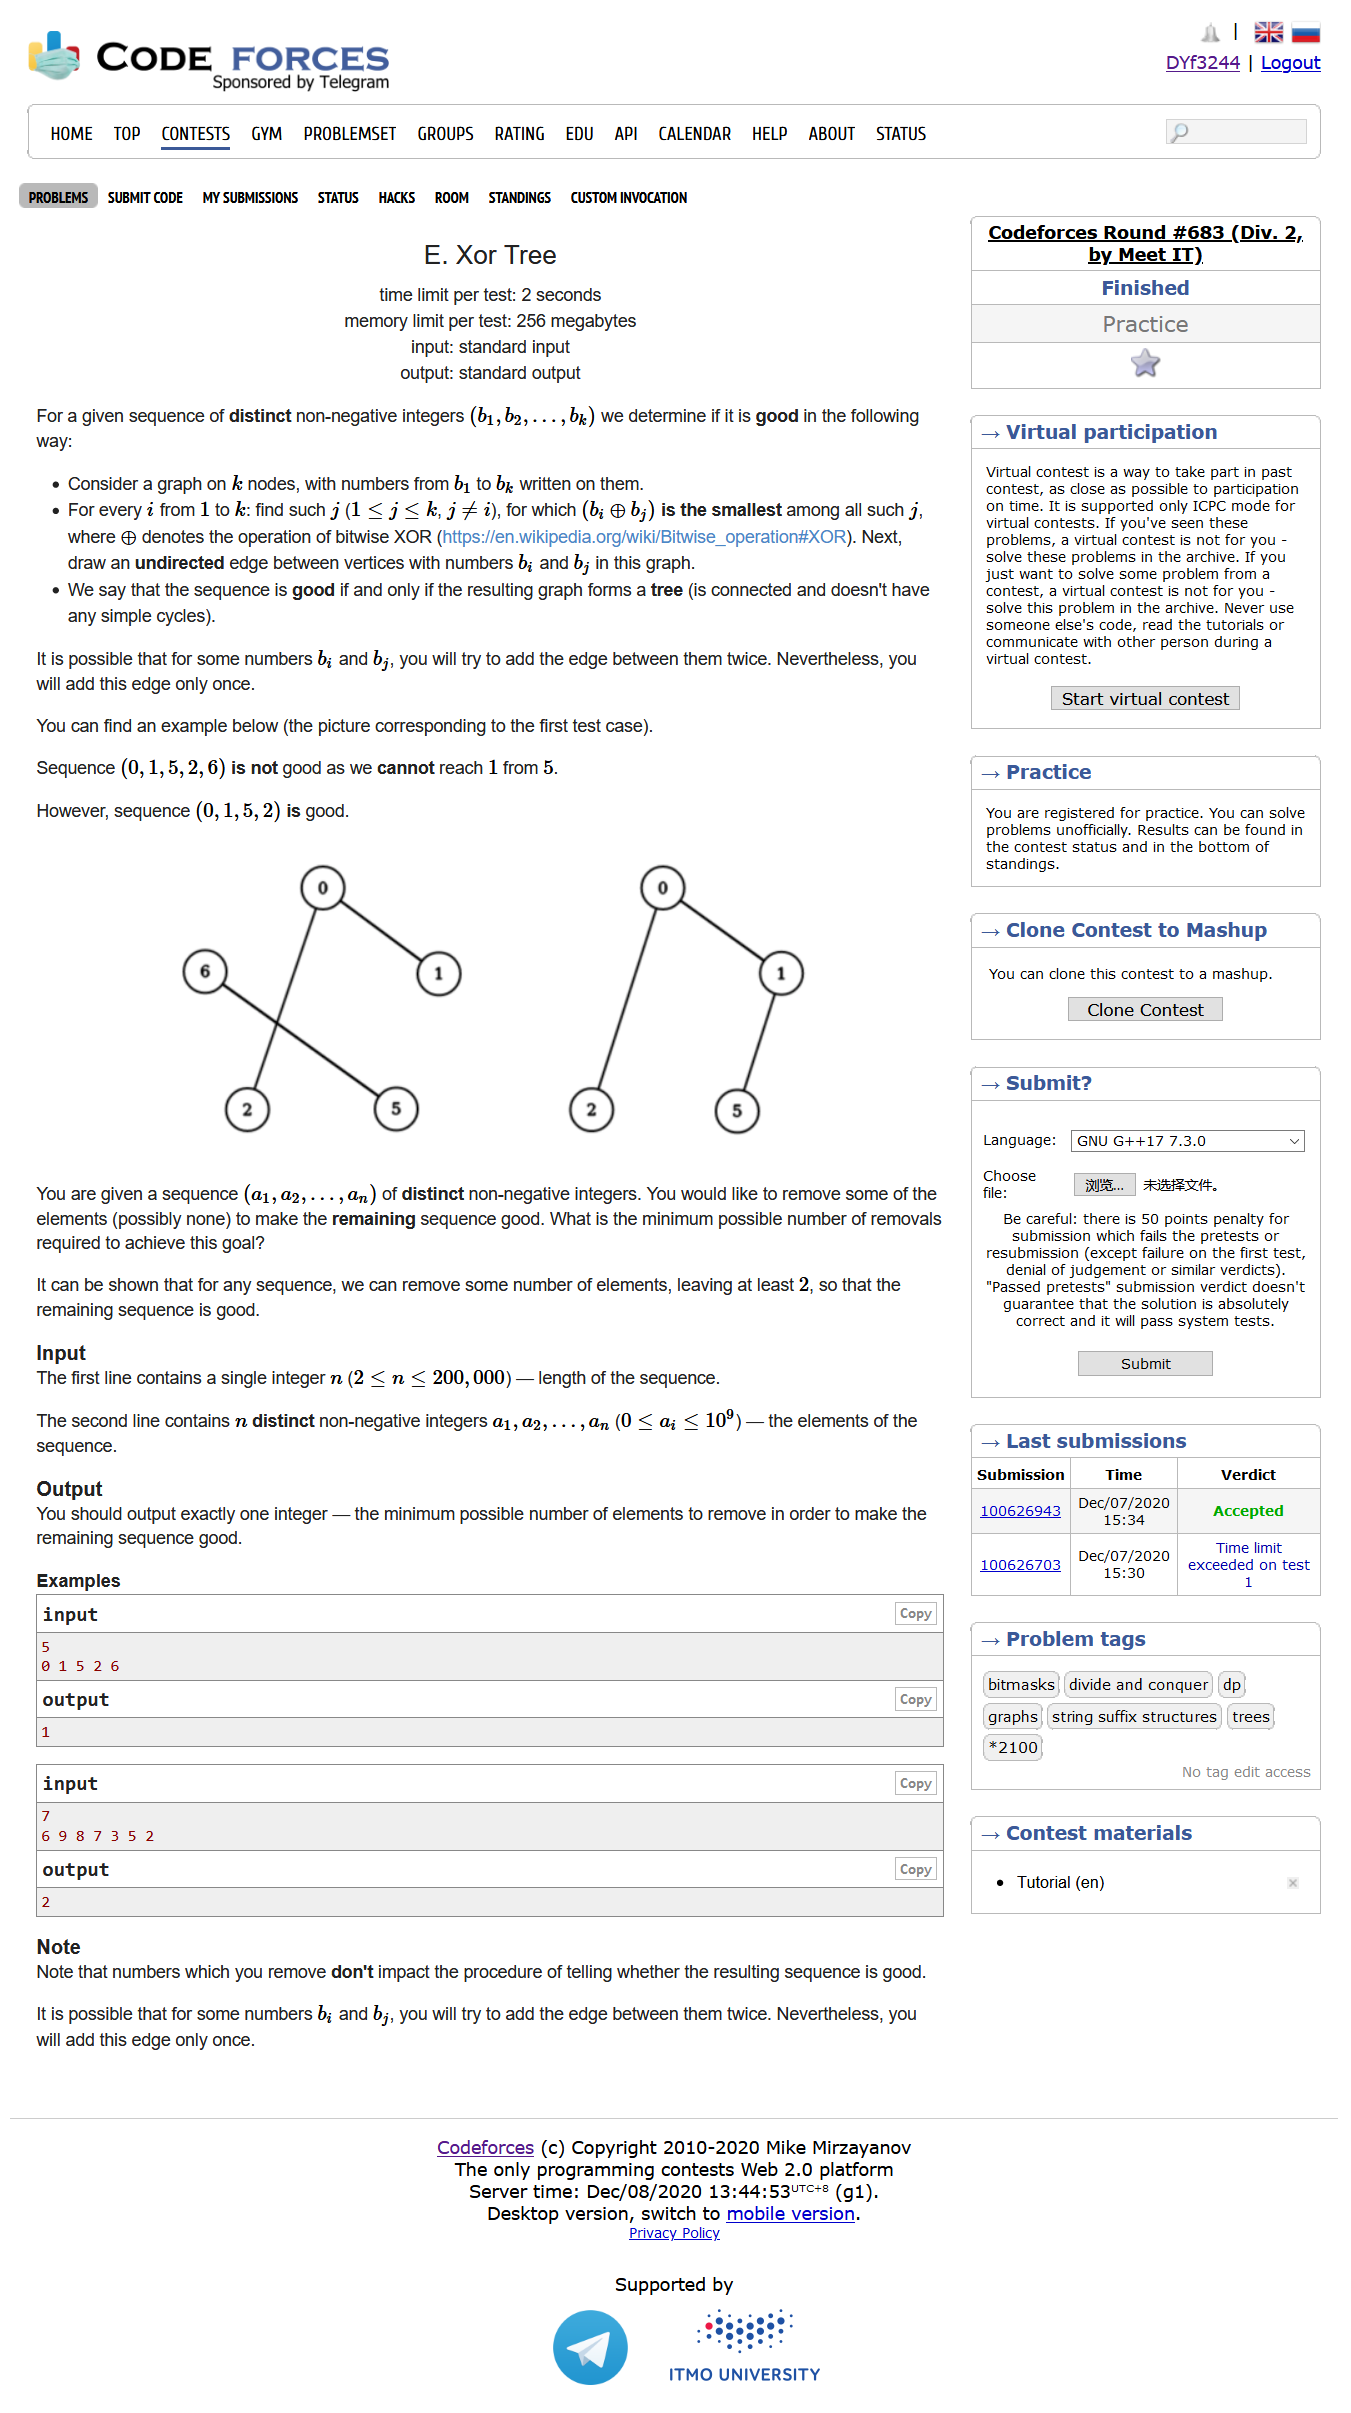 CODE FORCES
Sponsored by Telegram
|
DYf3244 | Logout
HOME TOP CONTESTS GYM PROBLEMSET GROUPS RATING EDU API CALENDAR HELP ABOUT STATUS
PROBLEMS SUBMIT CODE MY SUBMISSIONS STATUS HACKS ROOM STANDINGS CUSTOM INVOCATION
E. Xor Tree
time limit per test: 2 seconds
memory limit per test: 256 megabytes
input: standard input
output: standard output
For a given sequence of distinct non-negative integers (b₁, b₂, . . . , bₖ) we determine if it is good in the following
way:
• Consider a graph on k nodes, with numbers from b₁ to bₖ written on them.
• For every i from 1 to k: find such j (1 ≤ j ≤ k, j ≠ i), for which (bᵢ ⊕ bⱼ) is the smallest among all such j,
where ⊕ denotes the operation of bitwise XOR (https://en.wikipedia.org/wiki/Bitwise_operation#XOR). Next,
draw an undirected edge between vertices with numbers bᵢ and bⱼ in this graph.
• We say that the sequence is good if and only if the resulting graph forms a tree (is connected and doesn't have
any simple cycles).
It is possible that for some numbers bᵢ and bⱼ, you will try to add the edge between them twice. Nevertheless, you
will add this edge only once.
You can find an example below (the picture corresponding to the first test case).
Sequence (0, 1, 5, 2, 6) is not good as we cannot reach 1 from 5.
However, sequence (0, 1, 5, 2) is good.
0
6
1
2
5
0
1
2
5
You are given a sequence (a₁, a₂, . . . , aₙ) of distinct non-negative integers. You would like to remove some of the
elements (possibly none) to make the remaining sequence good. What is the minimum possible number of removals
required to achieve this goal?
It can be shown that for any sequence, we can remove some number of elements, leaving at least 2, so that the
remaining sequence is good.
Input
The first line contains a single integer n (2 ≤ n ≤ 200, 000) — length of the sequence.
The second line contains n distinct non-negative integers a₁, a₂, . . . , aₙ (0 ≤ aᵢ ≤ 10⁹) — the elements of the
sequence.
Output
You should output exactly one integer — the minimum possible number of elements to remove in order to make the
remaining sequence good.
Examples
input Copy
5
0 1 5 2 6
output Copy
1
input Copy
7
6 9 8 7 3 5 2
output Copy
2
Note
Note that numbers which you remove don't impact the procedure of telling whether the resulting sequence is good.
It is possible that for some numbers bᵢ and bⱼ, you will try to add the edge between them twice. Nevertheless, you
will add this edge only once.
Codeforces Round #683 (Div. 2,
by Meet IT)
Finished
Practice
→ Virtual participation
Virtual contest is a way to take part in past
contest, as close as possible to participation
on time. It is supported only ICPC mode for
virtual contests. If you've seen these
problems, a virtual contest is not for you -
solve these problems in the archive. If you
just want to solve some problem from a
contest, a virtual contest is not for you -
solve this problem in the archive. Never use
someone else's code, read the tutorials or
communicate with other person during a
virtual contest.
Start virtual contest
→ Practice
You are registered for practice. You can solve
problems unofficially. Results can be found in
the contest status and in the bottom of
standings.
→ Clone Contest to Mashup
You can clone this contest to a mashup.
Clone Contest
→ Submit?
Language: GNU G++17 7.3.0
Choose
file: 浏览... 未选择文件。
Be careful: there is 50 points penalty for
submission which fails the pretests or
resubmission (except failure on the first test,
denial of judgement or similar verdicts).
"Passed pretests" submission verdict doesn't
guarantee that the solution is absolutely
correct and it will pass system tests.
Submit
→ Last submissions
Submission Time Verdict
100626943 Dec/07/2020 15:34 Accepted
100626703 Dec/07/2020 15:30 Time limit exceeded on test 1
→ Problem tags
bitmasks divide and conquer dp
graphs string suffix structures trees
*2100
No tag edit access
→ Contest materials
• Tutorial (en) ×
Codeforces (c) Copyright 2010-2020 Mike Mirzayanov
The only programming contests Web 2.0 platform
Server time: Dec/08/2020 13:44:53 UTC+8 (g1).
Desktop version, switch to mobile version.
Privacy Policy
Supported by
ITMO UNIVERSITY